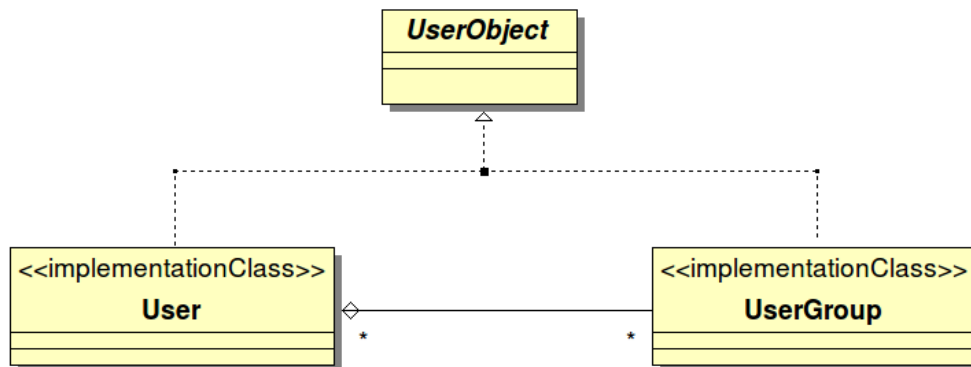 UserObject
<<implementationClass>>
User
<<implementationClass>>
UserGroup
*
*